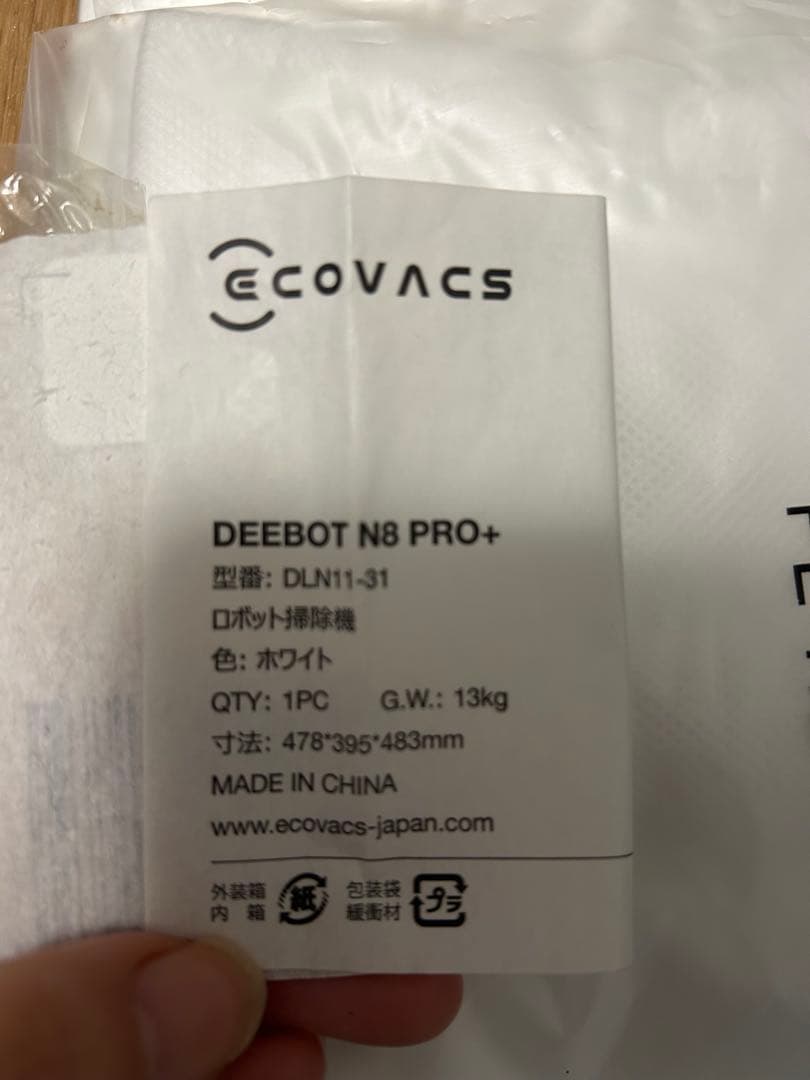 ECOVACS
DEEBOT N8 PRO+
型番: DLN11-31
ロボット掃除機
色: ホワイト
QTY: 1PC G.W.: 13kg
寸法: 478*395*483mm
MADE IN CHINA
www.ecovacs-japan.com
外装箱 紙 包装袋 プラ
内 箱 緩衝材